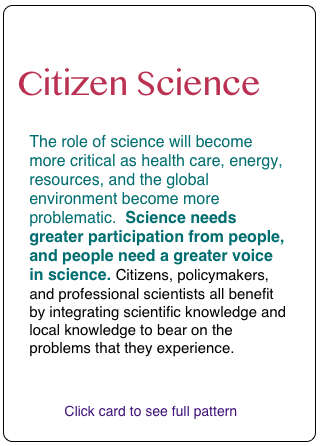 Citizen Science
The role of science will become
more critical as health care, energy,
resources, and the global
environment become more
problematic.  Science needs
greater participation from people,
and people need a greater voice
in science. Citizens, policymakers,
and professional scientists all benefit
by integrating scientific knowledge and
local knowledge to bear on the
problems that they experience.
Click card to see full pattern